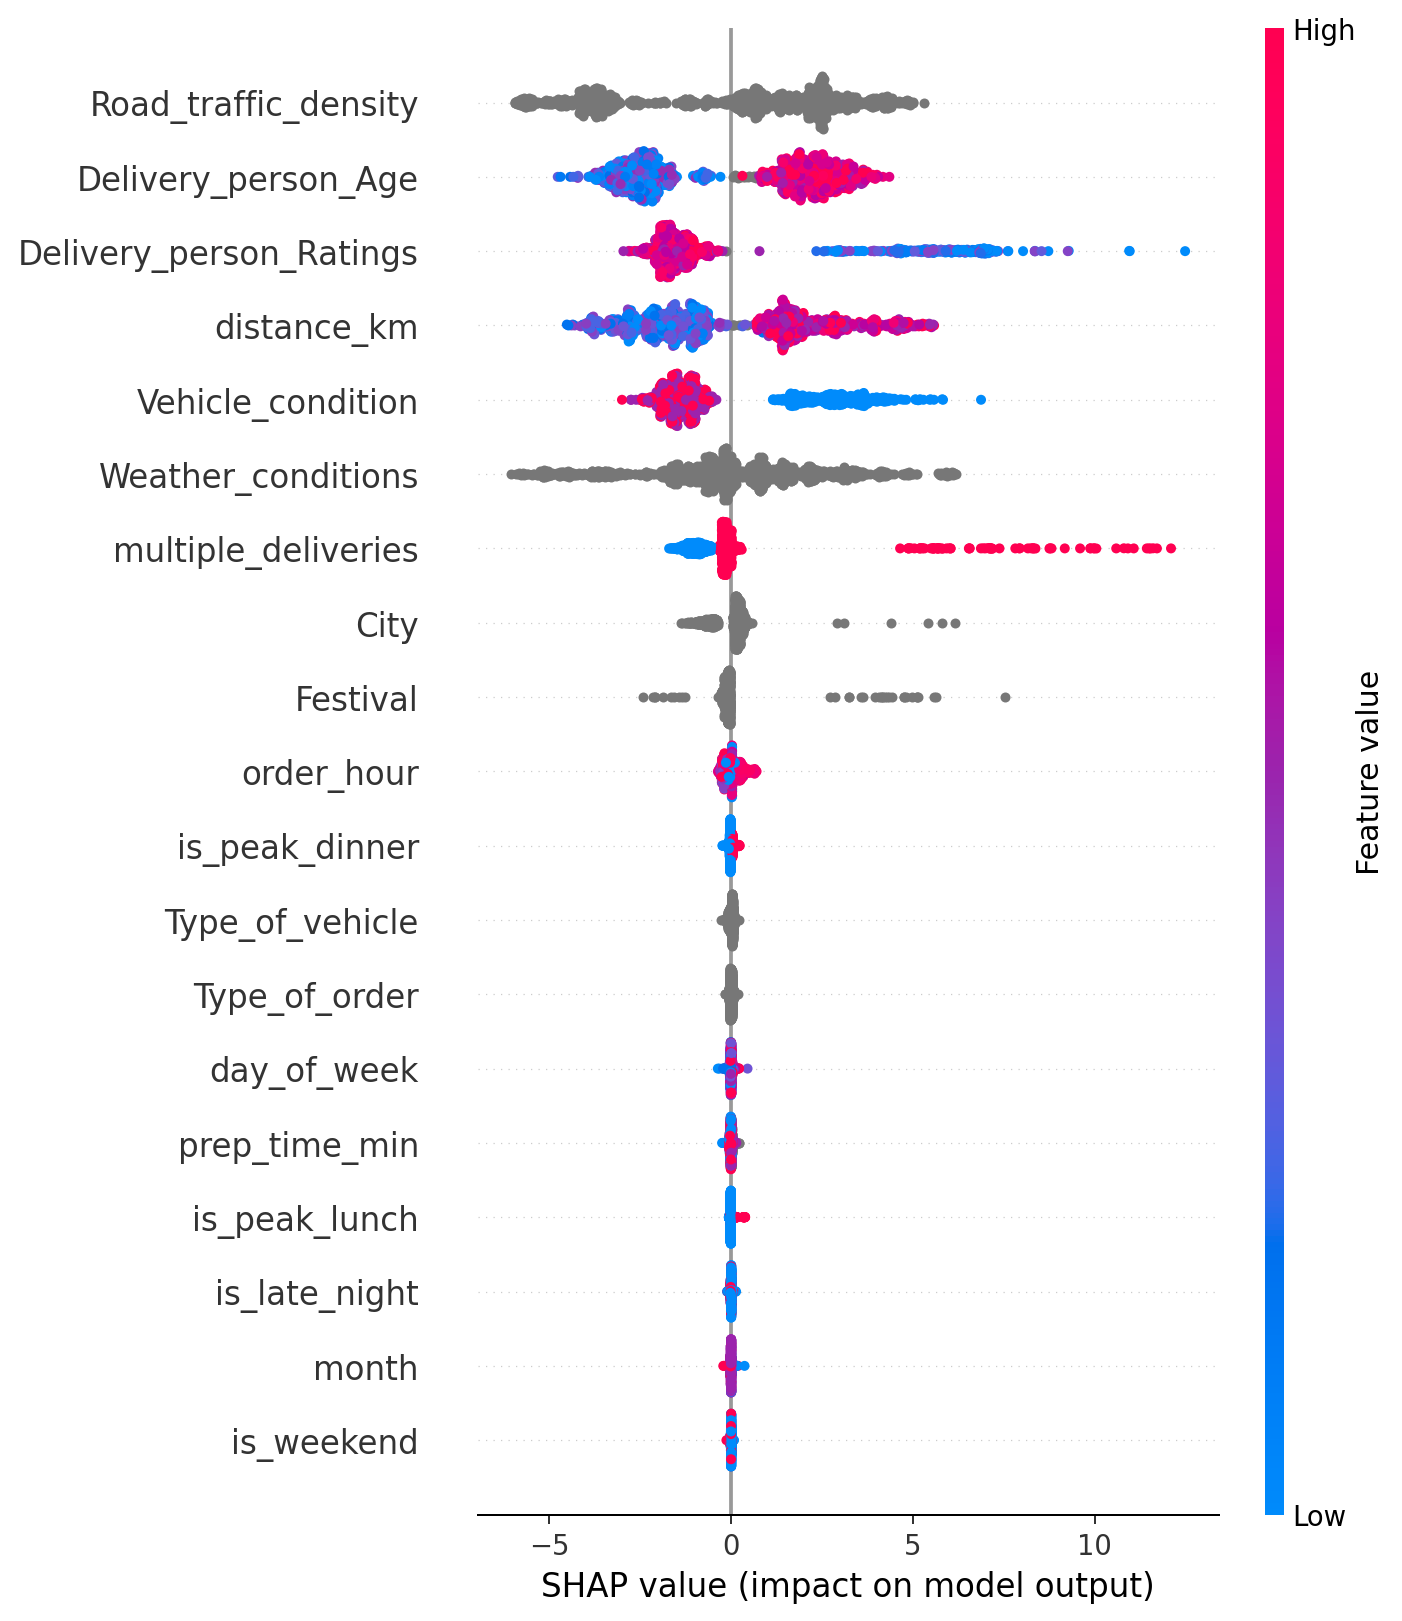 High
Road_traffic_density
Delivery_person_Age
Delivery_person_Ratings
distance_km
Vehicle_condition
Weather_conditions
multiple_deliveries
City
Festival
order_hour
is_peak_dinner
Type_of_vehicle
Type_of_order
day_of_week
prep_time_min
is_peak_lunch
is_late_night
month
is_weekend
Feature value
Low
−5 0 5 10
SHAP value (impact on model output)